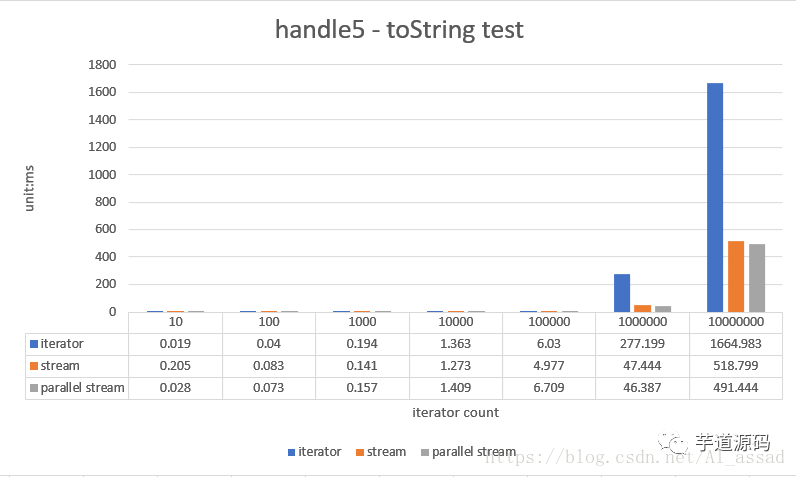 handle5 - toString test
1800
1600
1400
1200
1000
800
600
400
200
0
unit:ms
10 100 1000 10000 100000 1000000 10000000
iterator 0.019 0.04 0.194 1.363 6.03 277.199 1664.983
stream 0.205 0.083 0.141 1.273 4.977 47.444 518.799
parallel stream 0.028 0.073 0.157 1.409 6.709 46.387 491.444
iterator count
iterator stream parallel stream
芋道源码
https://blog.csdn.net/Al_assad